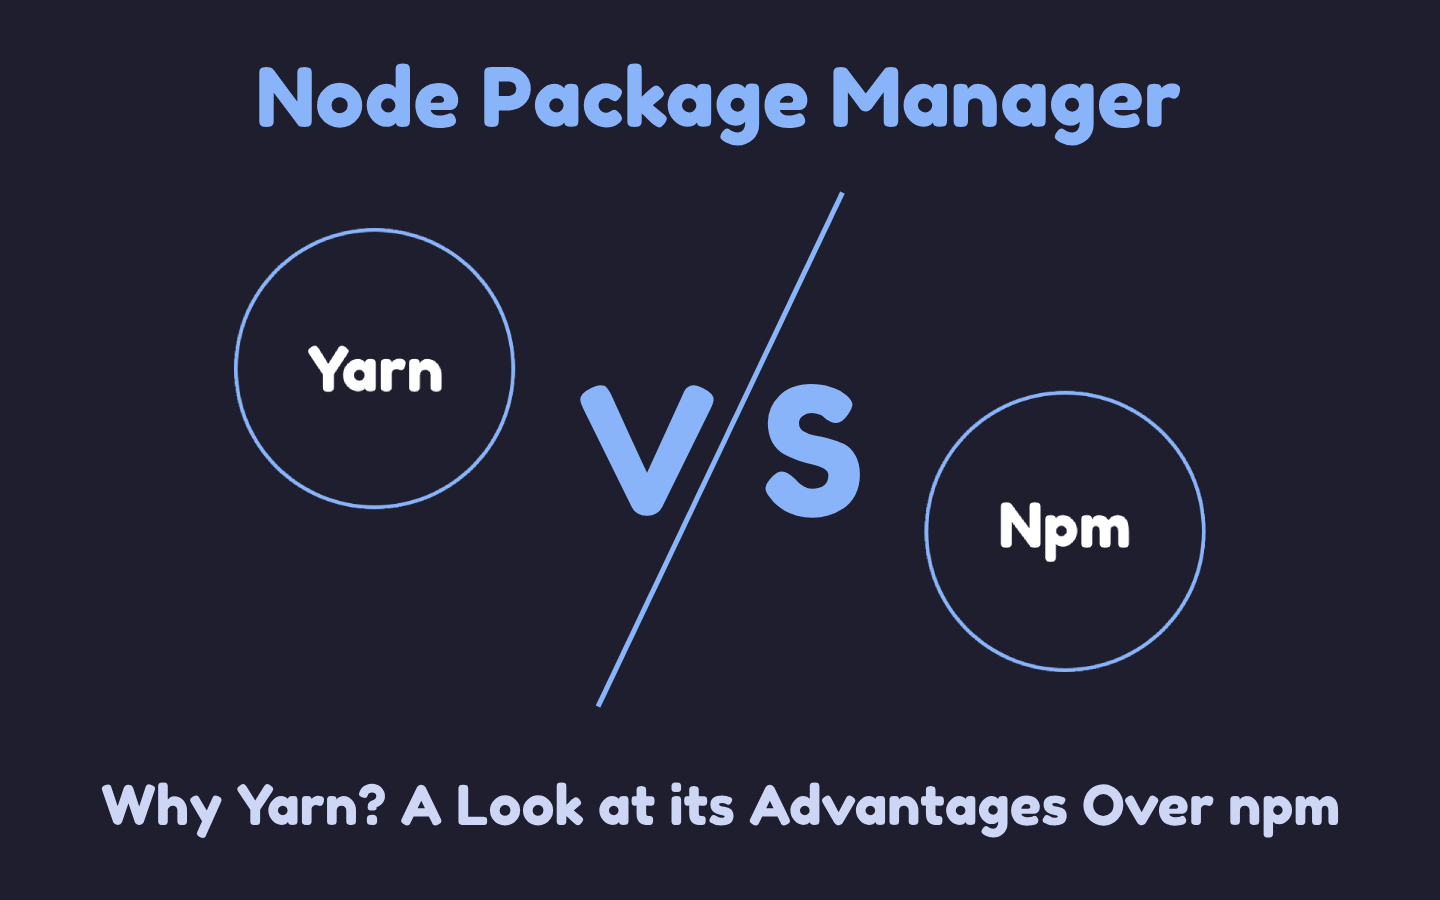 Node Package Manager
Yarn
VS
Npm
Why Yarn? A Look at its Advantages Over npm